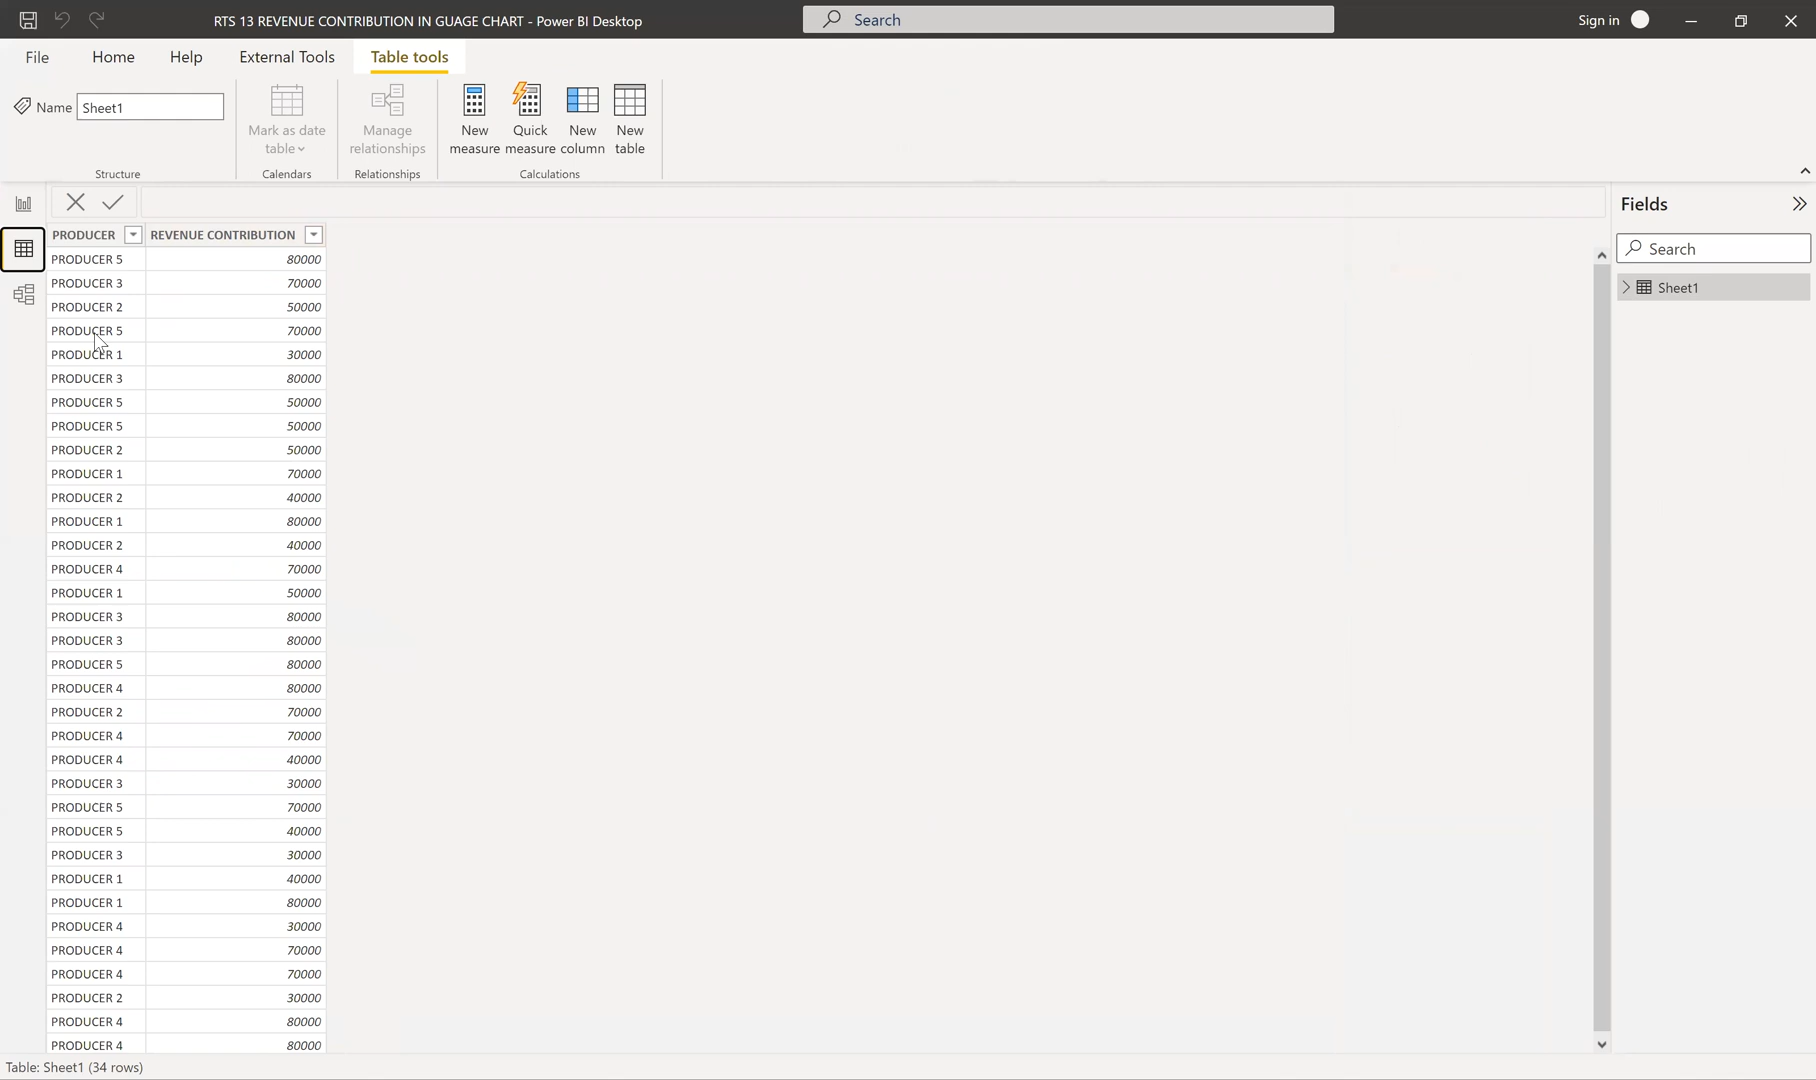 RTS 13 REVENUE CONTRIBUTION IN GUAGE CHART - Power BI Desktop
Search
Sign in
File
Home
Help
External Tools
Table tools
Name
Sheet1
Mark as date
table
Manage
relationships
New
measure
Quick
measure
New
column
New
table
Structure
Calendars
Relationships
Calculations
Fields
Search
Sheet1
PRODUCER REVENUE CONTRIBUTION
PRODUCER 5 80000
PRODUCER 3 70000
PRODUCER 2 50000
PRODUCER 5 70000
PRODUCER 1 30000
PRODUCER 3 80000
PRODUCER 5 50000
PRODUCER 5 50000
PRODUCER 2 50000
PRODUCER 1 70000
PRODUCER 2 40000
PRODUCER 1 80000
PRODUCER 2 40000
PRODUCER 4 70000
PRODUCER 1 50000
PRODUCER 3 80000
PRODUCER 3 80000
PRODUCER 5 80000
PRODUCER 4 80000
PRODUCER 2 70000
PRODUCER 4 70000
PRODUCER 4 40000
PRODUCER 3 30000
PRODUCER 5 70000
PRODUCER 5 40000
PRODUCER 3 30000
PRODUCER 1 40000
PRODUCER 1 80000
PRODUCER 4 30000
PRODUCER 4 70000
PRODUCER 4 70000
PRODUCER 2 30000
PRODUCER 4 80000
PRODUCER 4 80000
Table: Sheet1 (34 rows)